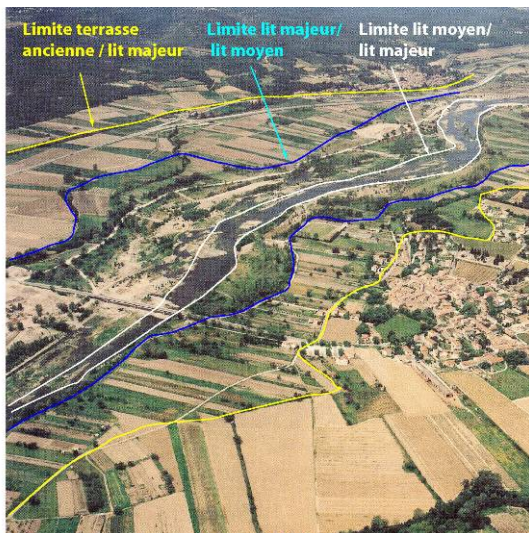 Limite terrasse
ancienne / lit majeur
Limite lit majeur/
lit moyen
Limite lit moyen/
lit majeur